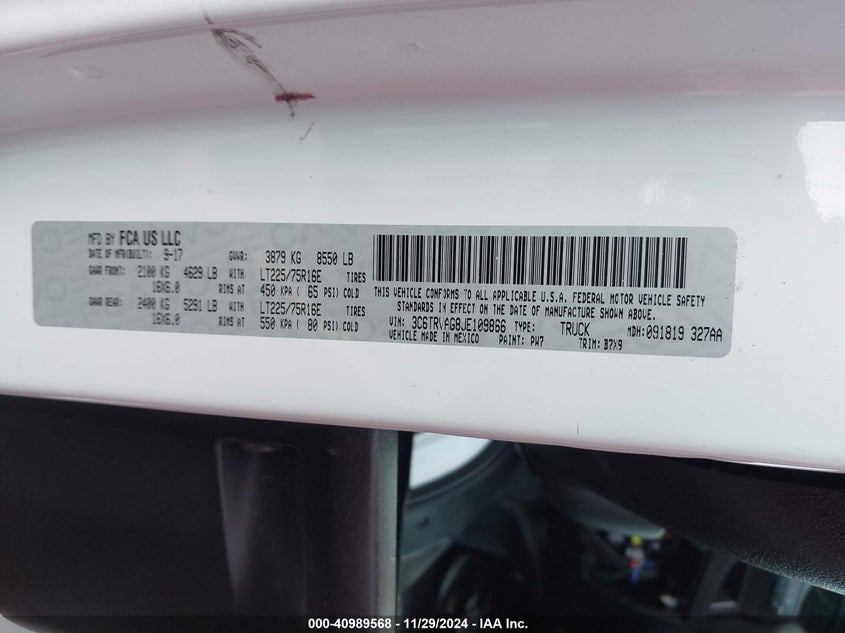 MFD BY FCA US LLC
DATE OF MFR(BUILT): 9-17 GVWR: 3879 KG 8550 LB
GAWR FRONT: 2100 KG 4629 LB WITH LT225/75R16E TIRES
16X6.0 RIMS AT 450 KPA ( 65 PSI) COLD
GAWR REAR: 2400 KG 5291 LB WITH LT225/75R16E TIRES
16X6.0 RIMS AT 550 KPA ( 80 PSI) COLD
THIS VEHICLE CONFORMS TO ALL APPLICABLE U.S.A. FEDERAL MOTOR VEHICLE SAFETY
STANDARDS IN EFFECT ON THE DATE OF MANUFACTURE SHOWN ABOVE.
VIN: 3C6TRVAG8JE109866 TYPE: TRUCK MDH: 091819 327AA
VEHICLE MADE IN MEXICO PAINT: PW7 TRIM: B7X9
000-40989568 - 11/29/2024 - IAA Inc.